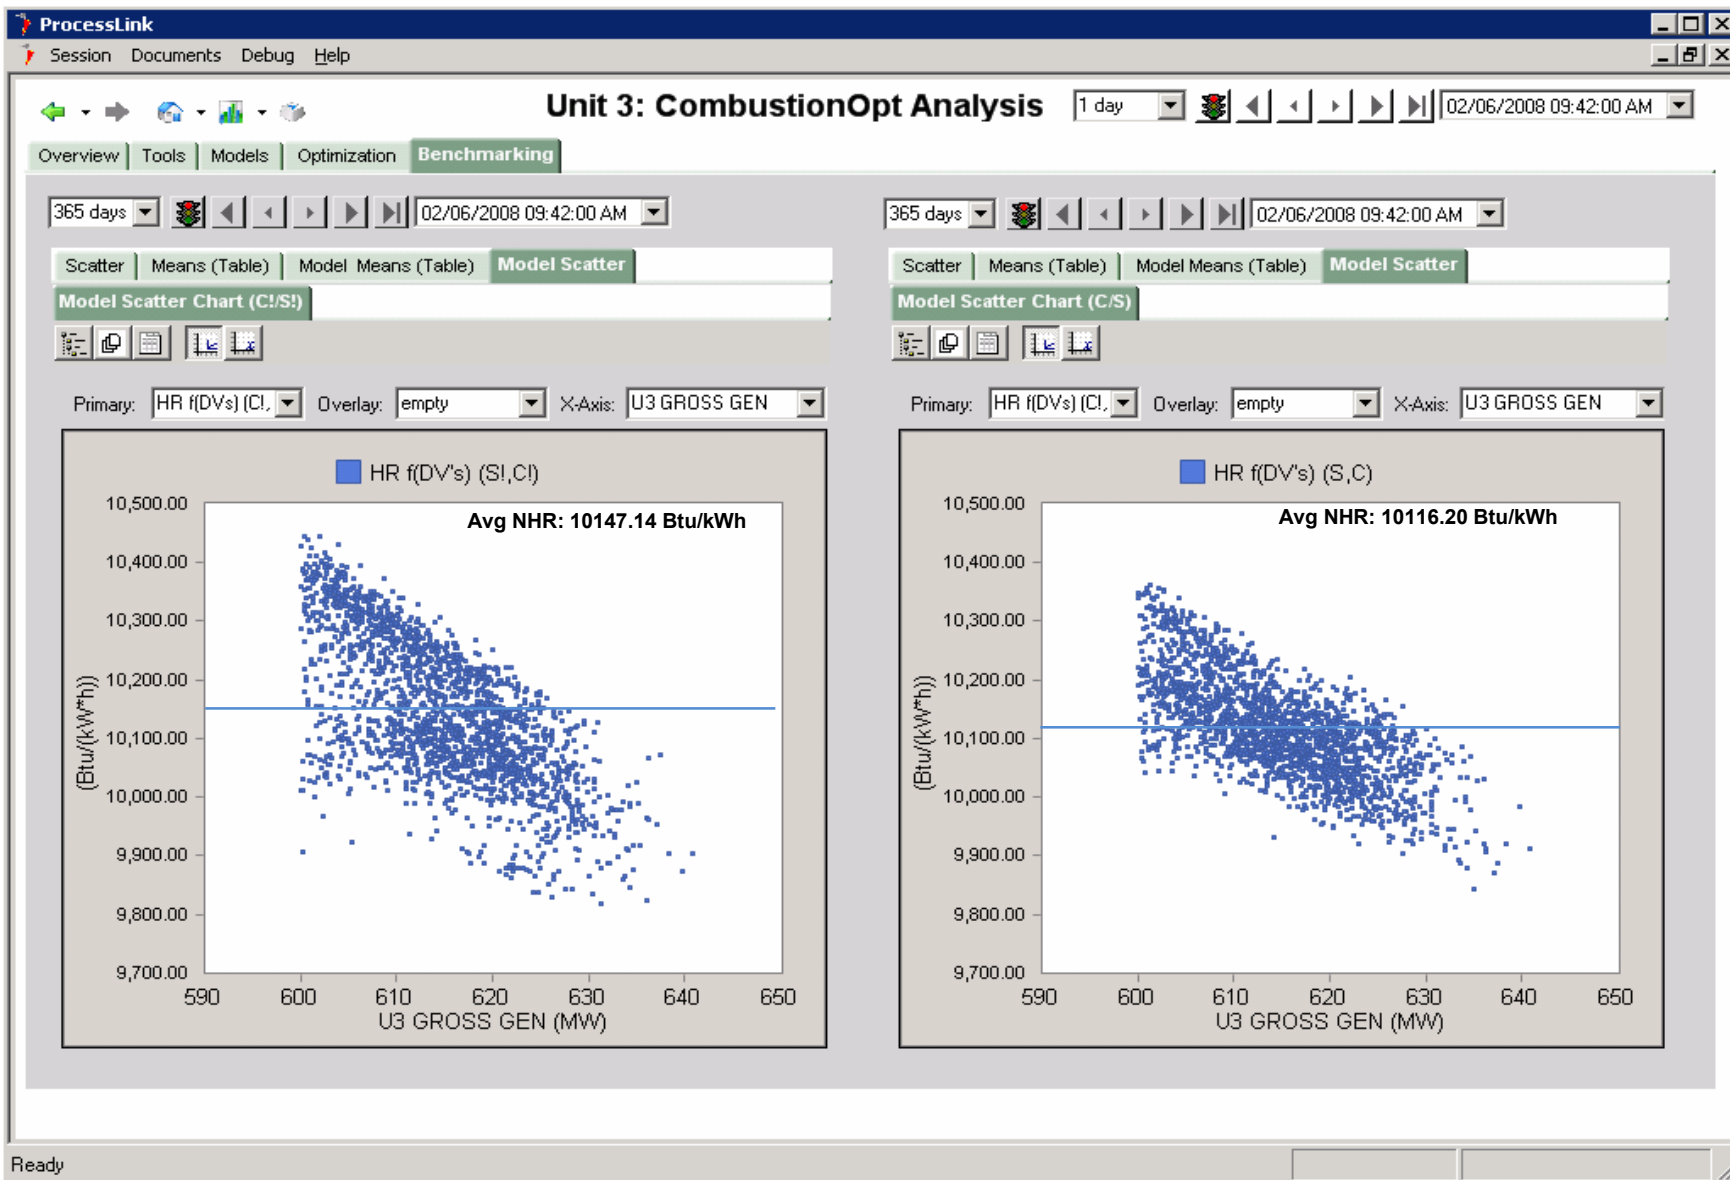 ProcessLink
Session Documents Debug Help
Unit 3: CombustionOpt Analysis 1 day 02/06/2008 09:42:00 AM
Overview Tools Models Optimization Benchmarking
365 days 02/06/2008 09:42:00 AM
Scatter Means (Table) Model Means (Table) Model Scatter
Model Scatter Chart (C!/S!)
Primary: HR f(DVs) (C!, Overlay: empty X-Axis: U3 GROSS GEN
HR f(DV's) (S!,C!)
Avg NHR: 10147.14 Btu/kWh
(Btu/(kW*h))
10,500.00
10,400.00
10,300.00
10,200.00
10,100.00
10,000.00
9,900.00
9,800.00
9,700.00
590 600 610 620 630 640 650
U3 GROSS GEN (MW)
365 days 02/06/2008 09:42:00 AM
Scatter Means (Table) Model Means (Table) Model Scatter
Model Scatter Chart (C/S)
Primary: HR f(DVs) (C!, Overlay: empty X-Axis: U3 GROSS GEN
HR f(DV's) (S,C)
Avg NHR: 10116.20 Btu/kWh
(Btu/(kW*h))
10,500.00
10,400.00
10,300.00
10,200.00
10,100.00
10,000.00
9,900.00
9,800.00
9,700.00
590 600 610 620 630 640 650
U3 GROSS GEN (MW)
Ready